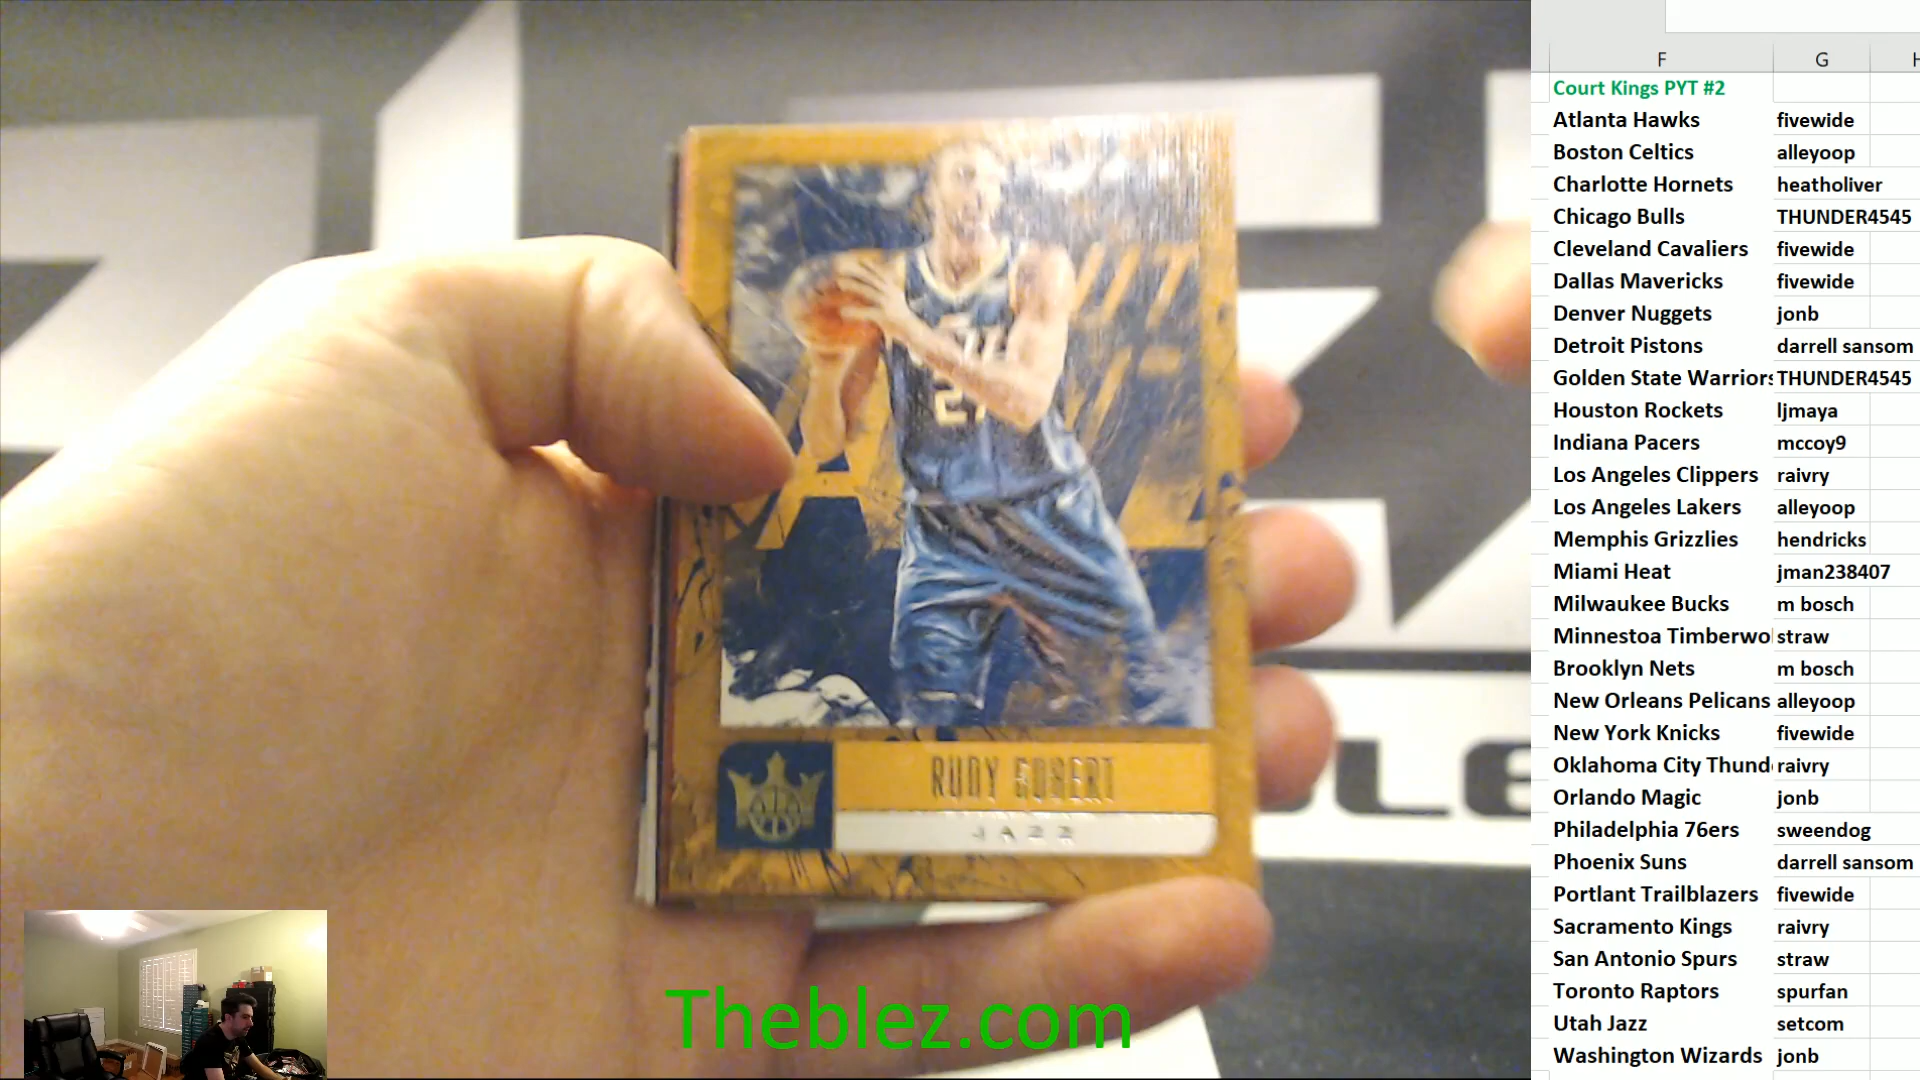 RUDY GOBERT
JAZZ
Theblez.com
F G H
Court Kings PYT #2
Atlanta Hawks fivewide
Boston Celtics alleyoop
Charlotte Hornets heatholiver
Chicago Bulls THUNDER4545
Cleveland Cavaliers fivewide
Dallas Mavericks fivewide
Denver Nuggets jonb
Detroit Pistons darrell sansom
Golden State Warriors THUNDER4545
Houston Rockets ljmaya
Indiana Pacers mccoy9
Los Angeles Clippers raivry
Los Angeles Lakers alleyoop
Memphis Grizzlies hendricks
Miami Heat jman238407
Milwaukee Bucks m bosch
Minnestoa Timberwo straw
Brooklyn Nets m bosch
New Orleans Pelicans alleyoop
New York Knicks fivewide
Oklahoma City Thund raivry
Orlando Magic jonb
Philadelphia 76ers sweendog
Phoenix Suns darrell sansom
Portlant Trailblazers fivewide
Sacramento Kings raivry
San Antonio Spurs straw
Toronto Raptors spurfan
Utah Jazz setcom
Washington Wizards jonb